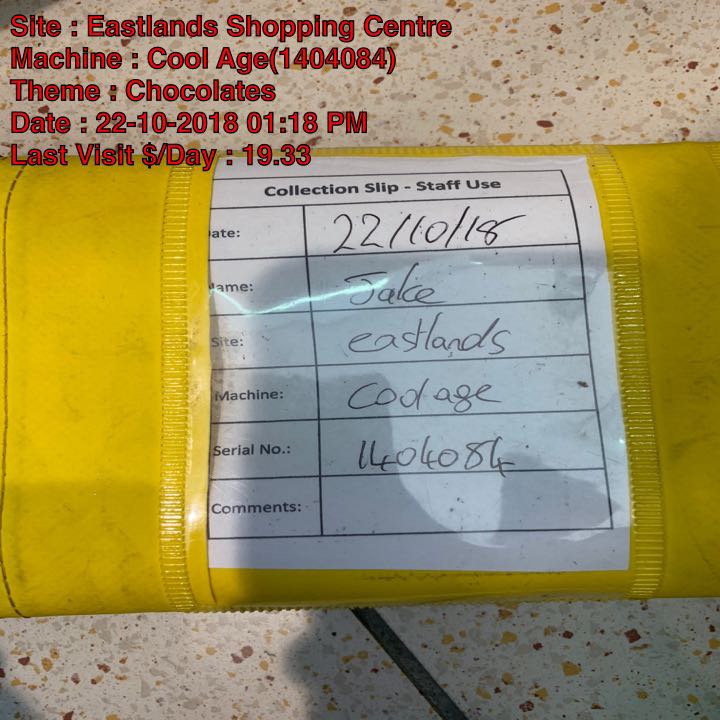 Site : Eastlands Shopping Centre
Machine : Cool Age(1404084)
Theme : Chocolates
Date : 22-10-2018 01:18 PM
Last Visit $/Day : 19.33
Collection Slip - Staff Use
ate: 22/10/18
ame: Jake
Site: eastlands
Machine: Cool age
Serial No.: 1404084
Comments: